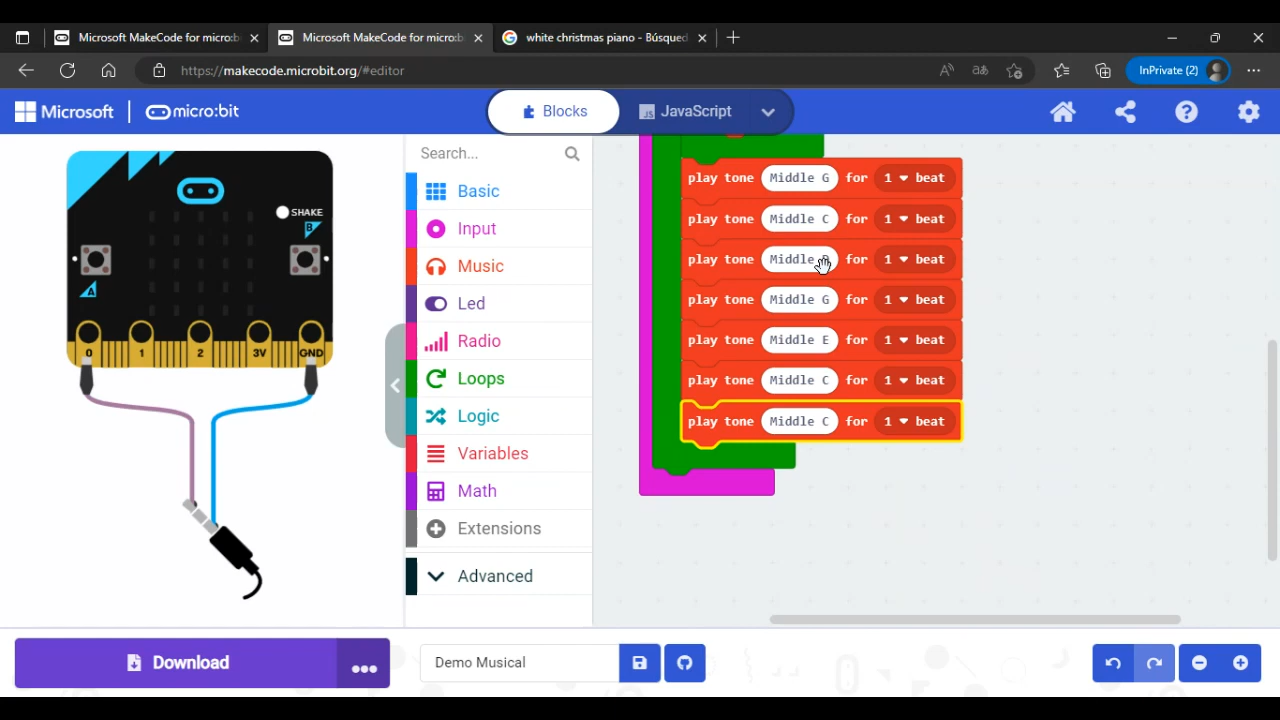 Microsoft MakeCode for micro:b
Microsoft MakeCode for micro:b
white christmas piano - Búsqued
https://makecode.microbit.org/#editor
InPrivate (2)
Microsoft
micro:bit
Blocks
JavaScript
SHAKE
B
A
0
1
2
3V
GND
Search...
Basic
Input
Music
Led
Radio
Loops
Logic
Variables
Math
Extensions
Advanced
play tone Middle G for 1 beat
play tone Middle C for 1 beat
play tone Middle for 1 beat
play tone Middle G for 1 beat
play tone Middle E for 1 beat
play tone Middle C for 1 beat
play tone Middle C for 1 beat
Download
Demo Musical